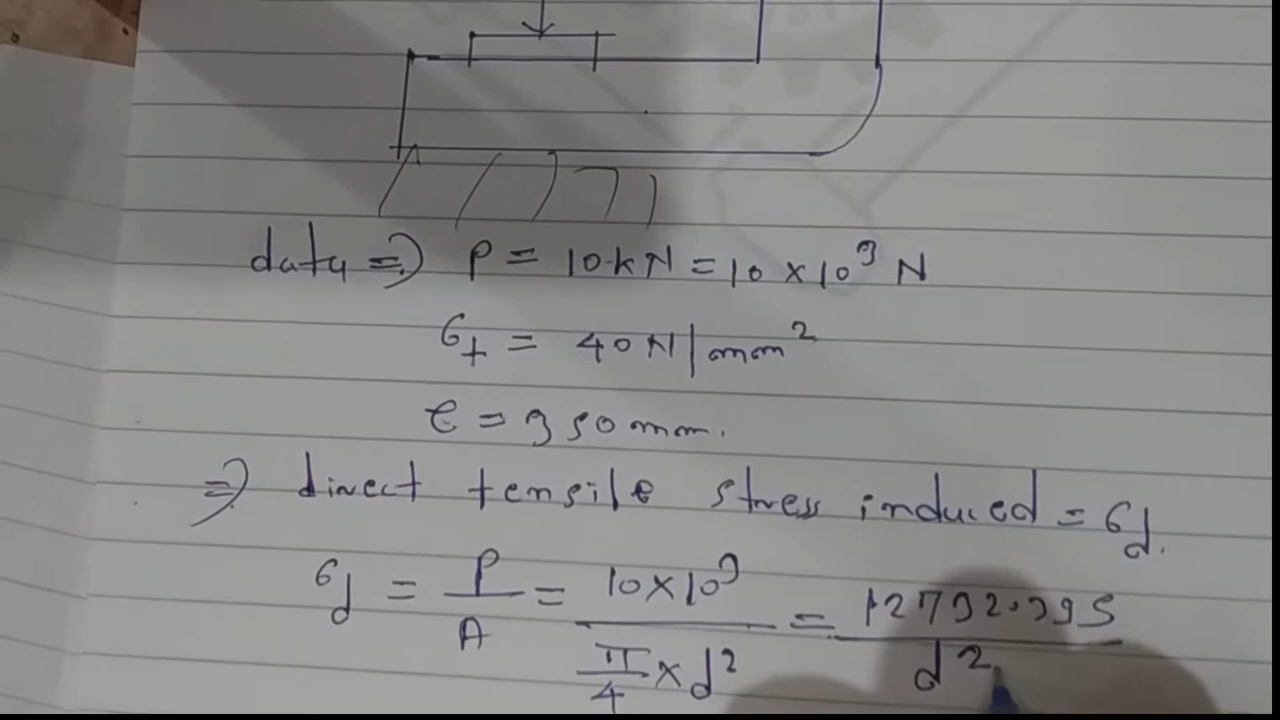 data ⇒ P = 10 kN = 10 × 10³ N
σt = 40 N/mm²
e = 350 mm.
⇒ direct tensile stress induced = σd.
σd = P/A = 10×10³ / (π/4 × d²) = 12732.395 / d²